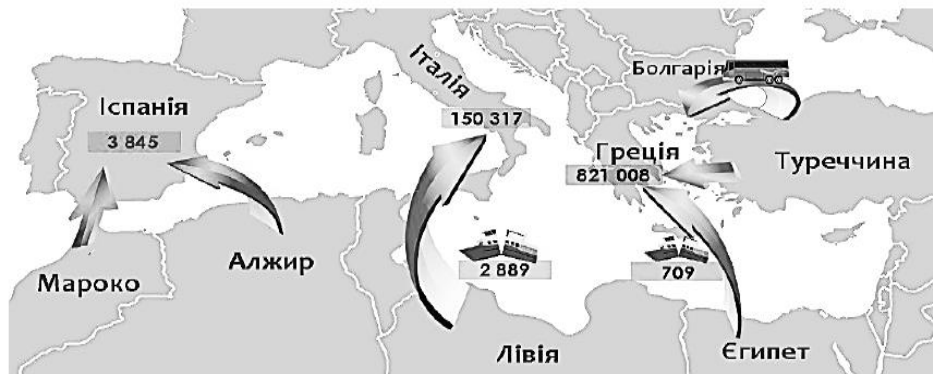 Болгарія
Італія
Іспанія
3 845
150 317
Греція
821 008
Туреччина
Мароко
Алжир
2 889
709
Лівія
Єгипет